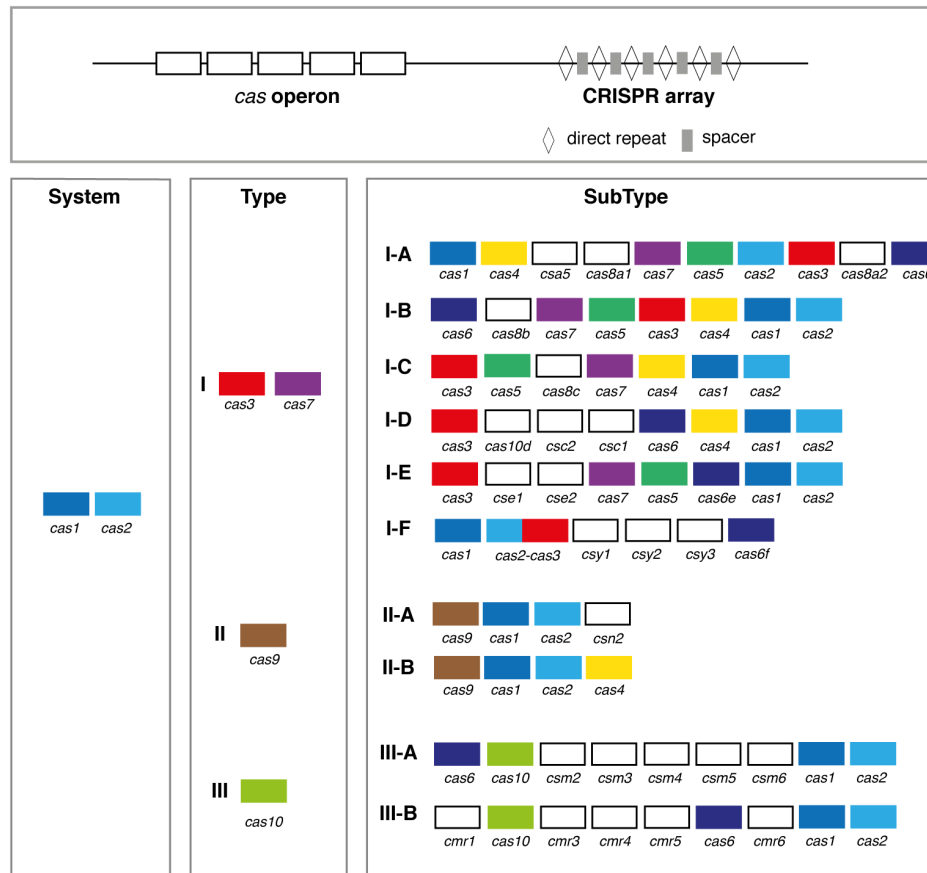 cas operon
CRISPR array
direct repeat
spacer
System
Type
SubType
I-A
cas1 cas4 csa5 cas8a1 cas7 cas5 cas2 cas3 cas8a2
I-B
cas6 cas8b cas7 cas5 cas3 cas4 cas1 cas2
I
cas3 cas7
I-C
cas3 cas5 cas8c cas7 cas4 cas1 cas2
I-D
cas3 cas10d csc2 csc1 cas6 cas4 cas1 cas2
I-E
cas3 cse1 cse2 cas7 cas5 cas6e cas1 cas2
cas1 cas2
I-F
cas1 cas2-cas3 csy1 csy2 csy3 cas6f
II
cas9
II-A
cas9 cas1 cas2 csn2
II-B
cas9 cas1 cas2 cas4
III
cas10
III-A
cas6 cas10 csm2 csm3 csm4 csm5 csm6 cas1 cas2
III-B
cmr1 cas10 cmr3 cmr4 cmr5 cas6 cmr6 cas1 cas2